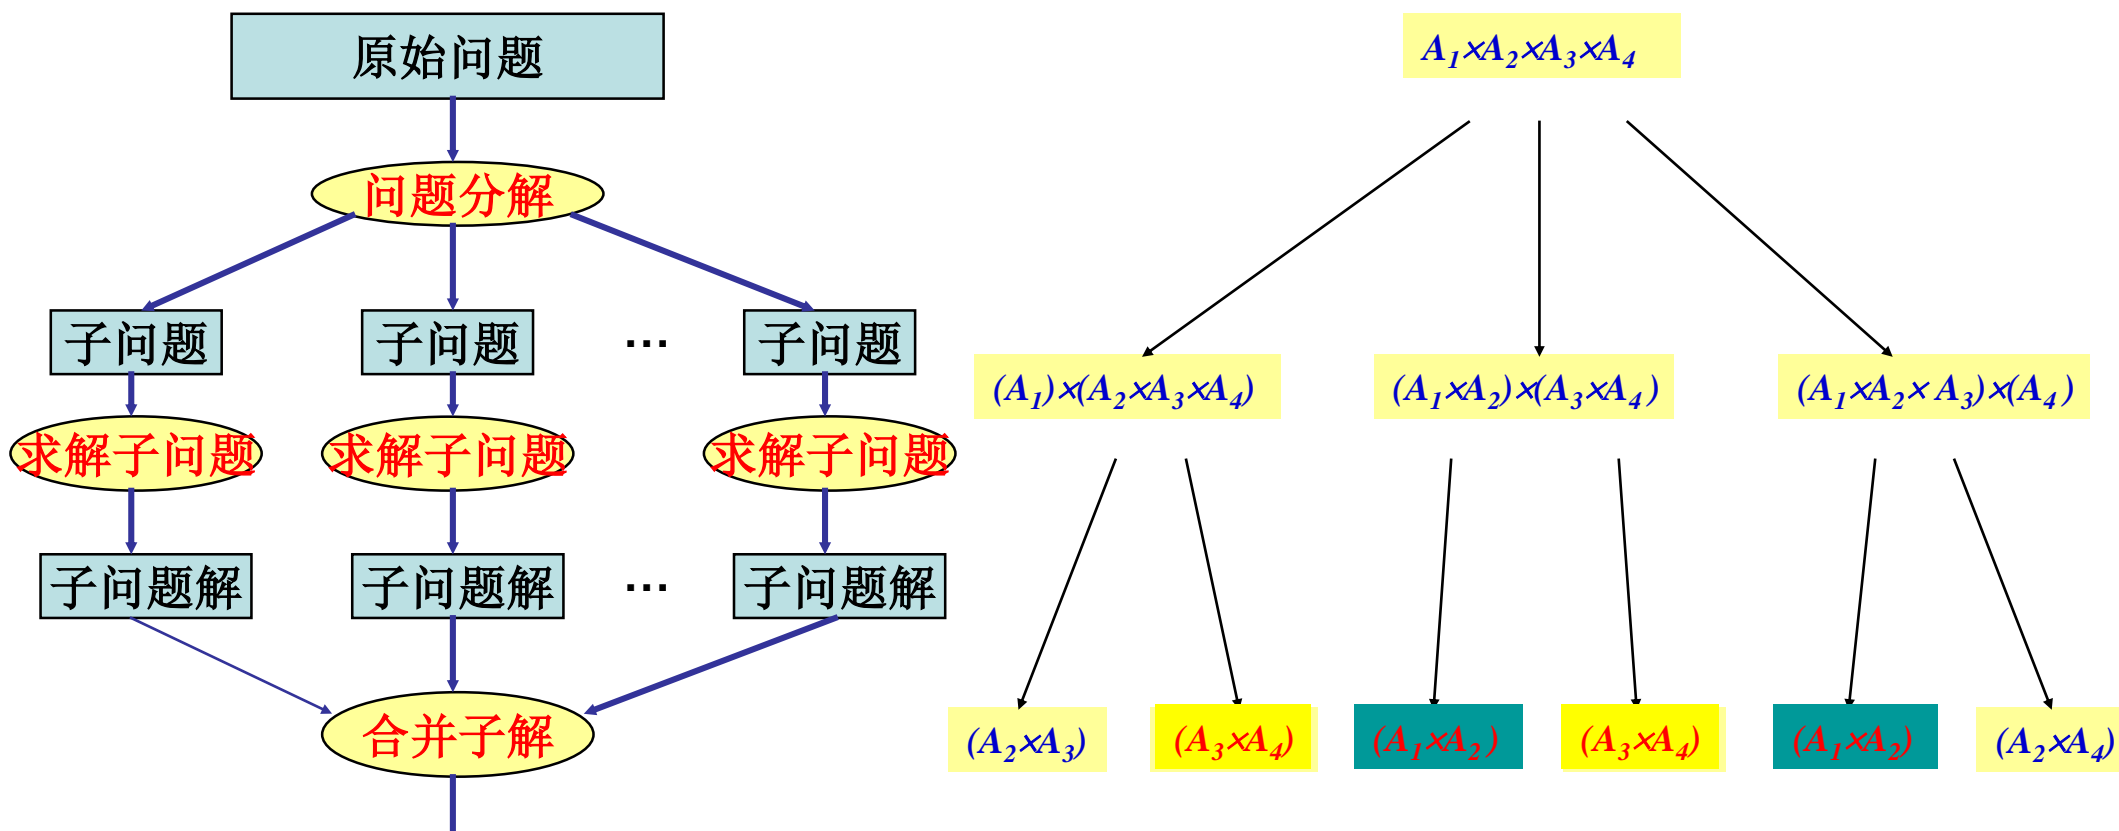 原始问题
问题分解
子问题 子问题 … 子问题
求解子问题 求解子问题 求解子问题
子问题解 子问题解 … 子问题解
合并子解
A₁×A₂×A₃×A₄
(A₁)×(A₂×A₃×A₄) (A₁×A₂)×(A₃×A₄) (A₁×A₂×A₃)×(A₄)
(A₂×A₃) (A₃×A₄) (A₁×A₂) (A₃×A₄) (A₁×A₂) (A₂×A₄)